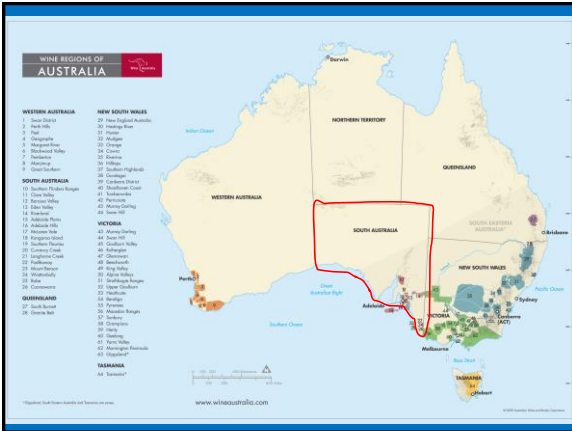 WINE REGIONS OF
AUSTRALIA
Wine Australia
WESTERN AUSTRALIA
1 Swan District
2 Perth Hills
3 Peel
4 Geographe
5 Margaret River
6 Blackwood Valley
7 Pemberton
8 Manjimup
9 Great Southern
SOUTH AUSTRALIA
10 Southern Flinders Ranges
11 Clare Valley
12 Barossa Valley
13 Eden Valley
14 Riverland
15 Adelaide Plains
16 Adelaide Hills
17 McLaren Vale
18 Kangaroo Island
19 Southern Fleurieu
20 Currency Creek
21 Langhorne Creek
22 Padthaway
23 Mount Benson
24 Wrattonbully
25 Robe
26 Coonawarra
QUEENSLAND
27 South Burnett
28 Granite Belt
NEW SOUTH WALES
29 New England Australia
30 Hastings River
31 Hunter
32 Mudgee
33 Orange
34 Cowra
35 Riverina
36 Hilltops
37 Southern Highlands
38 Gundagai
39 Canberra District
40 Shoalhaven Coast
41 Tumbarumba
42 Perricoota
43 Murray Darling
44 Swan Hill
VICTORIA
43 Murray Darling
44 Swan Hill
45 Goulburn Valley
46 Rutherglen
47 Glenrowan
48 Beechworth
49 King Valley
50 Alpine Valleys
51 Strathbogie Ranges
52 Upper Goulburn
53 Heathcote
54 Bendigo
55 Pyrenees
56 Macedon Ranges
57 Sunbury
58 Grampians
59 Henty
60 Geelong
61 Yarra Valley
62 Mornington Peninsula
63 Gippsland*
TASMANIA
64 Tasmania*
Darwin
NORTHERN TERRITORY
Indian Ocean
QUEENSLAND
WESTERN AUSTRALIA
SOUTH AUSTRALIA
SOUTH EASTERN
AUSTRALIA*
Brisbane
NEW SOUTH WALES
Perth
Great
Australian Bight
Pacific Ocean
Adelaide
Sydney
Canberra
(ACT)
Southern Ocean
VICTORIA
Melbourne
Bass Strait
TASMANIA
64
Hobart
www.wineaustralia.com